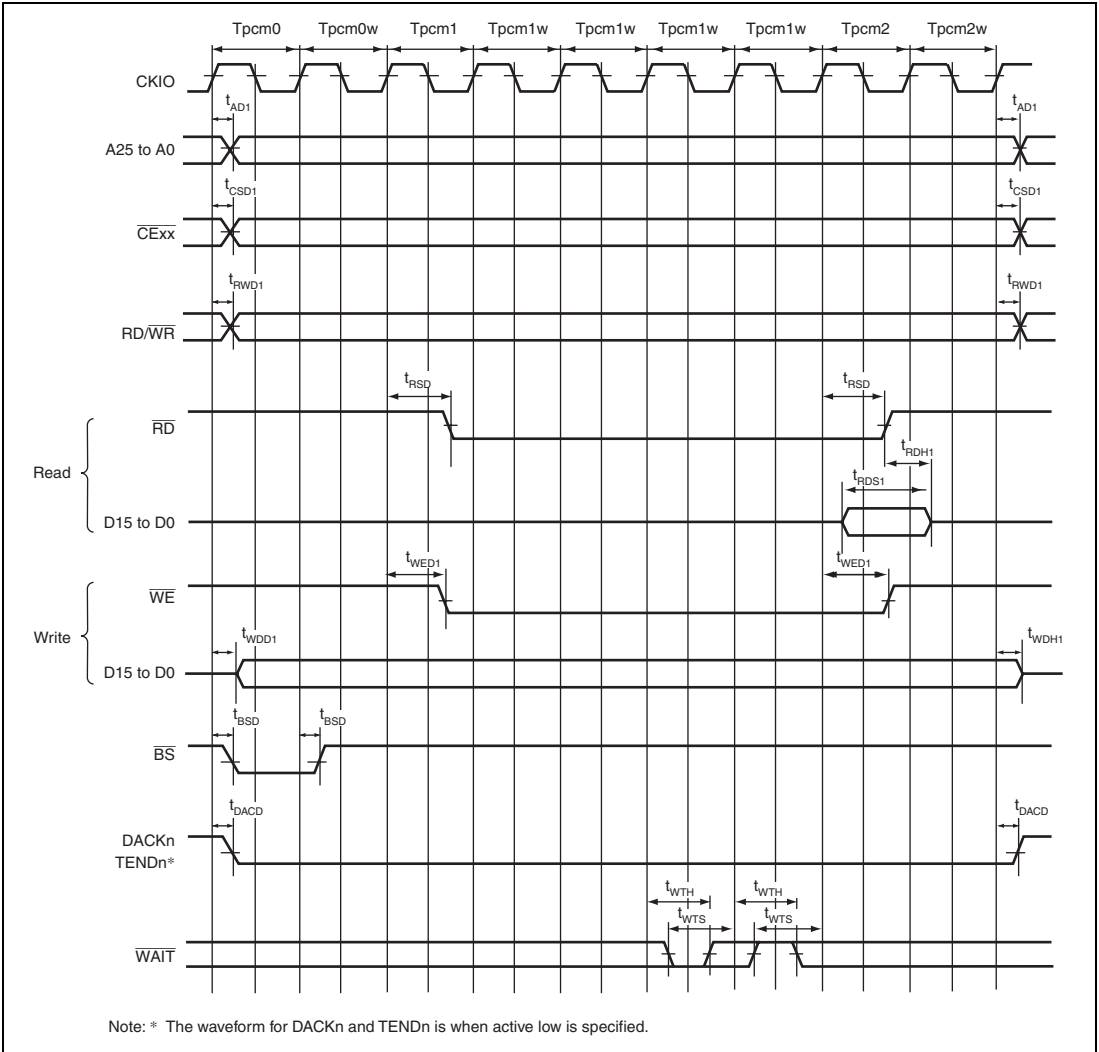 Tpcm0 Tpcm0w Tpcm1 Tpcm1w Tpcm1w Tpcm1w Tpcm1w Tpcm2 Tpcm2w
CKIO
tAD1 tAD1
A25 to A0
tCSD1 tCSD1
CExx
tRWD1 tRWD1
RD/WR
tRSD tRSD
RD
tRDH1
Read
tRDS1
D15 to D0
tWED1 tWED1
WE
Write
tWDD1 tWDH1
D15 to D0
tBSD tBSD
BS
tDACD tDACD
DACKn
TENDn*
tWTH tWTH
tWTS tWTS
WAIT
Note: * The waveform for DACKn and TENDn is when active low is specified.